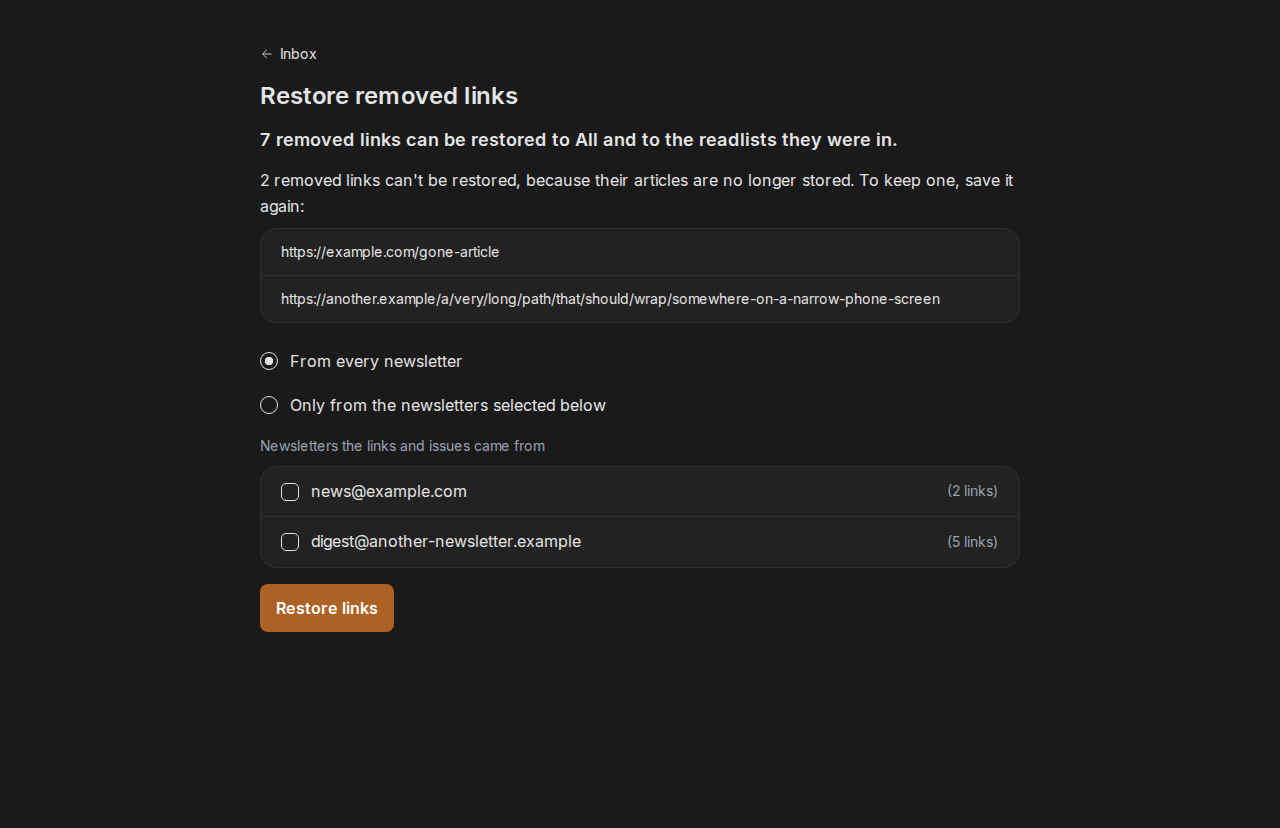 Inbox
Restore removed links
7 removed links can be restored to All and to the readlists they were in.
2 removed links can't be restored, because their articles are no longer stored. To keep one, save it
again:
https://example.com/gone-article
https://another.example/a/very/long/path/that/should/wrap/somewhere-on-a-narrow-phone-screen
From every newsletter
Only from the newsletters selected below
Newsletters the links and issues came from
news@example.com (2 links)
digest@another-newsletter.example (5 links)
Restore links